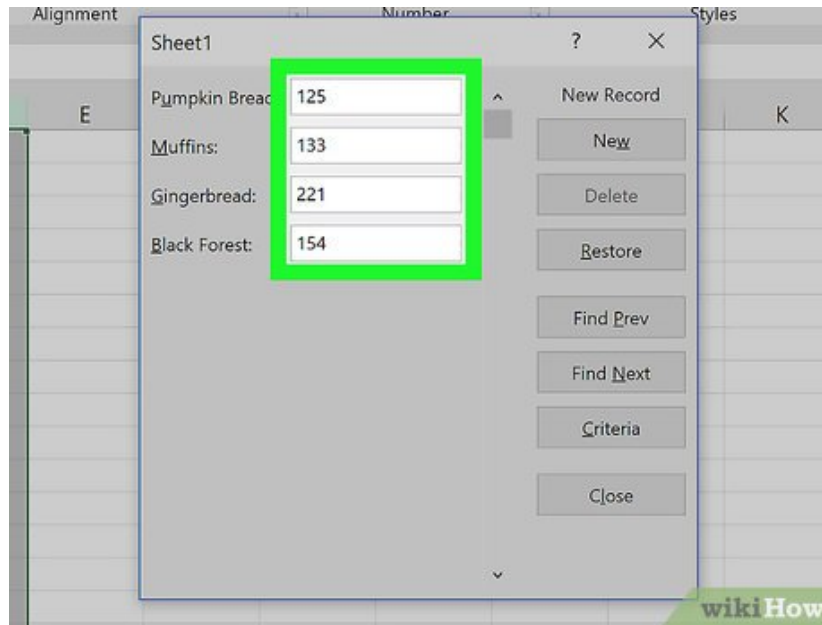 Alignment Number Styles
Sheet1 ? ×
E K
Pumpkin Bread 125 New Record
Muffins: 133 New
Gingerbread: 221 Delete
Black Forest: 154 Restore
Find Prev
Find Next
Criteria
Close
wikiHow